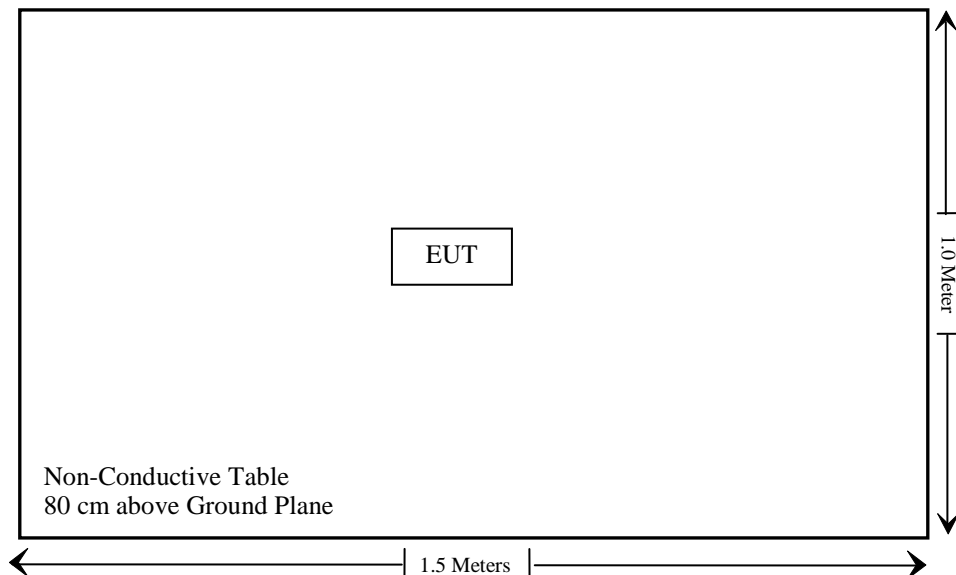 EUT
1.0 Meter
Non-Conductive Table
80 cm above Ground Plane
1.5 Meters